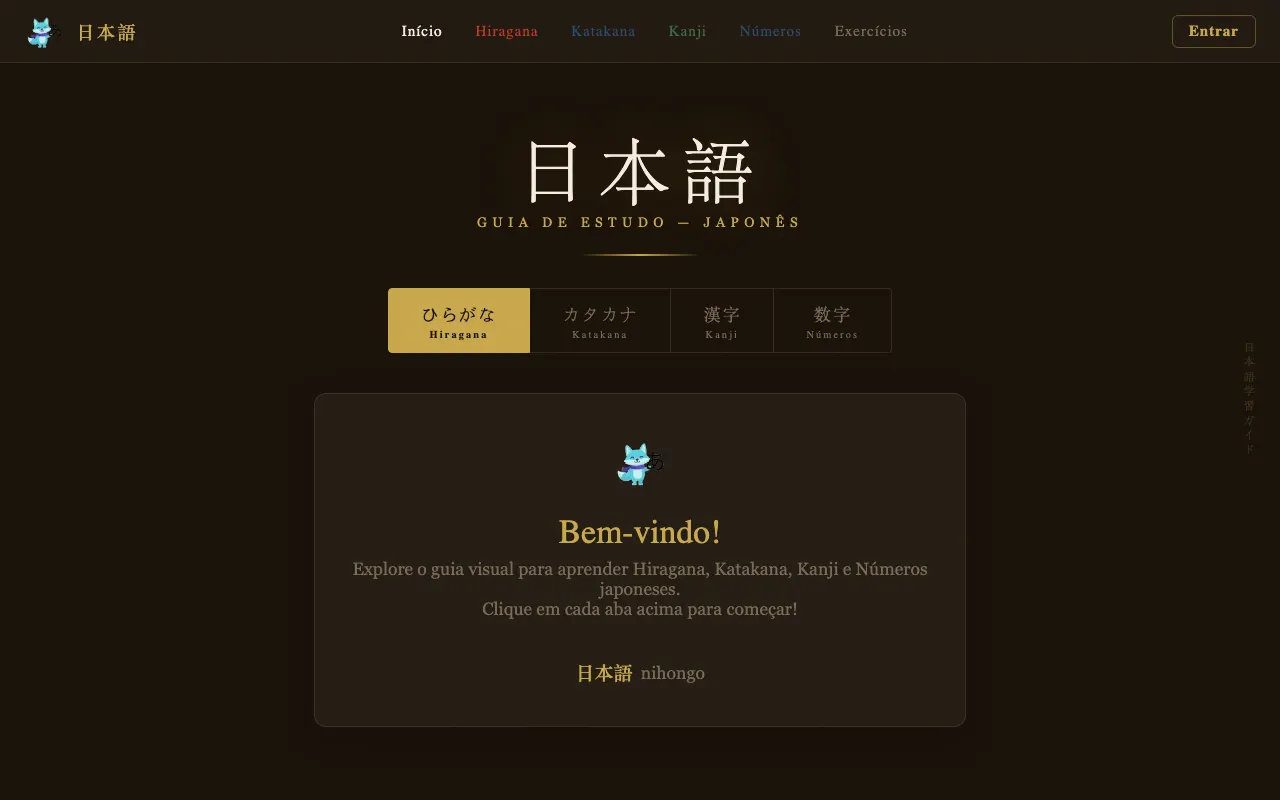 日本語
Início
Hiragana
Katakana
Kanji
Números
Exercícios
Entrar
日本語
GUIA DE ESTUDO — JAPONÊS
ひらがな
Hiragana
カタカナ
Katakana
漢字
Kanji
数字
Números
日本語学習ガイド
あ
Bem-vindo!
Explore o guia visual para aprender Hiragana, Katakana, Kanji e Números
japoneses.
Clique em cada aba acima para começar!
日本語 nihongo